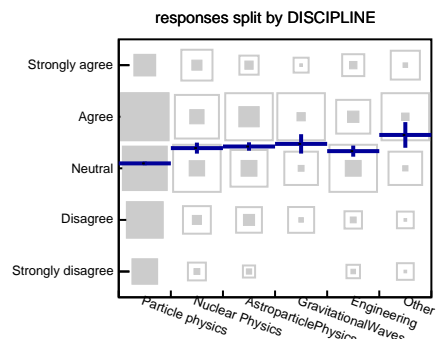 responses split by DISCIPLINE
Strongly agree
Agree
Neutral
Disagree
Strongly disagree
Particle physics
Nuclear Physics
AstroparticlePhysics
GravitationalWaves
Engineering
Other